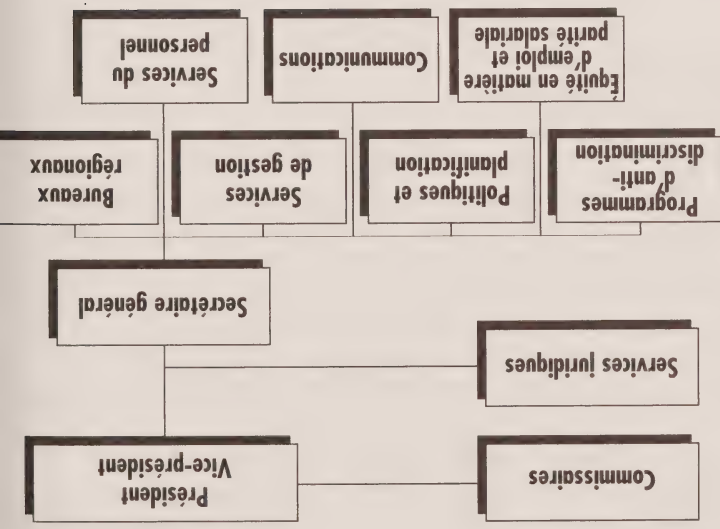 Commissaires
Président
Vice-président
Services juridiques
Secrétaire général
Programmes
d'anti-
discrimination
Politiques et
planification
Services
de gestion
Bureaux
régionaux
Équité en matière
d'emploi et
parité salariale
Communications
Services du
personnel